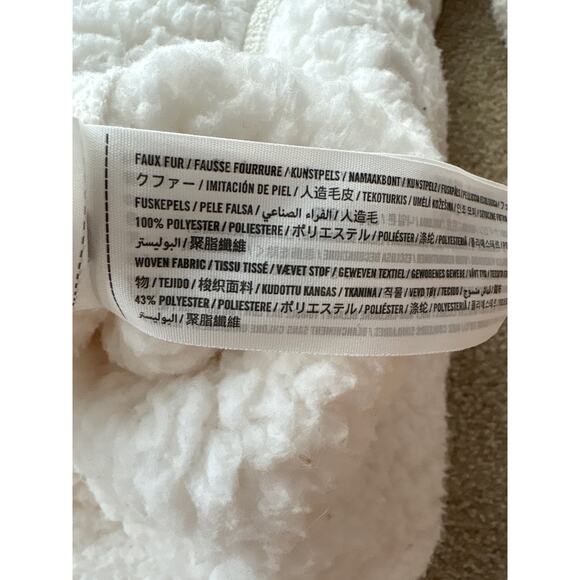 FAUX FUR / FAUSSE FOURRURE / KUNSTPELS / NAMAAKBONT / KUNSTPELZ /
クファー / IMITACIÓN DE PIEL / 人造毛皮 / TEKOTURKIS / UMĚLÁ KOŽEŠINA /
FUSKEPELS / PELE FALSA / الفراء الصناعي / 人造毛
100% POLYESTER / POLIESTERE / ポリエステル / POLIÉSTER / 涤纶 / POLYESTERIÄ /
البوليستر / 聚脂纖維
WOVEN FABRIC / TISSU TISSÉ / VÆVET STOF / GEWEVEN TEXTIEL / GEWOBENES GEWEBE /
物 / TEJIDO / 梭织面料 / KUDOTTU KANGAS / TKANINA / 직물 / VEVD TØY / TECIDO /
43% POLYESTER / POLIESTERE / ポリエステル / POLIÉSTER / 涤纶 / POLYESTERIÄ /
البوليستر / 聚脂纖維